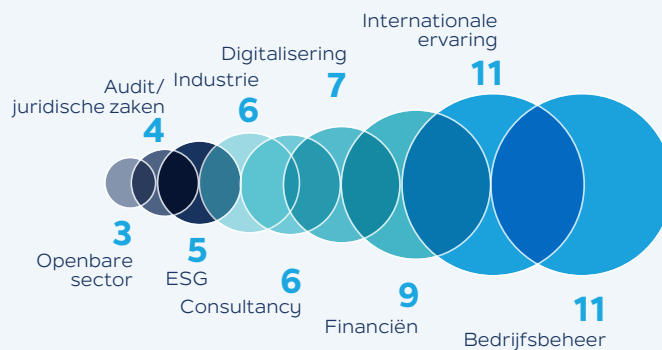 Internationale
ervaring
11
Digitalisering
7
Industrie
6
Audit/
juridische zaken
4
3
Openbare
sector
5
ESG
6
Consultancy
9
Financiën
11
Bedrijfsbeheer